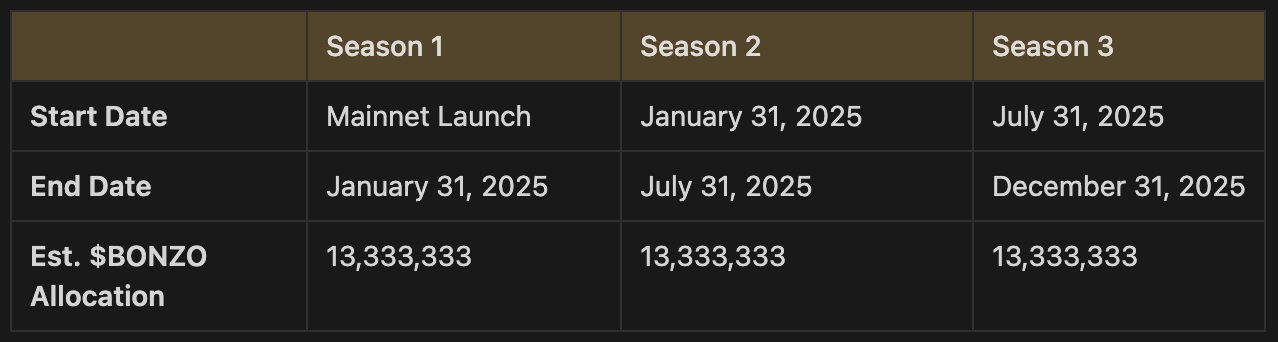 Season 1 Season 2 Season 3
Start Date Mainnet Launch January 31, 2025 July 31, 2025
End Date January 31, 2025 July 31, 2025 December 31, 2025
Est. $BONZO 13,333,333 13,333,333 13,333,333
Allocation